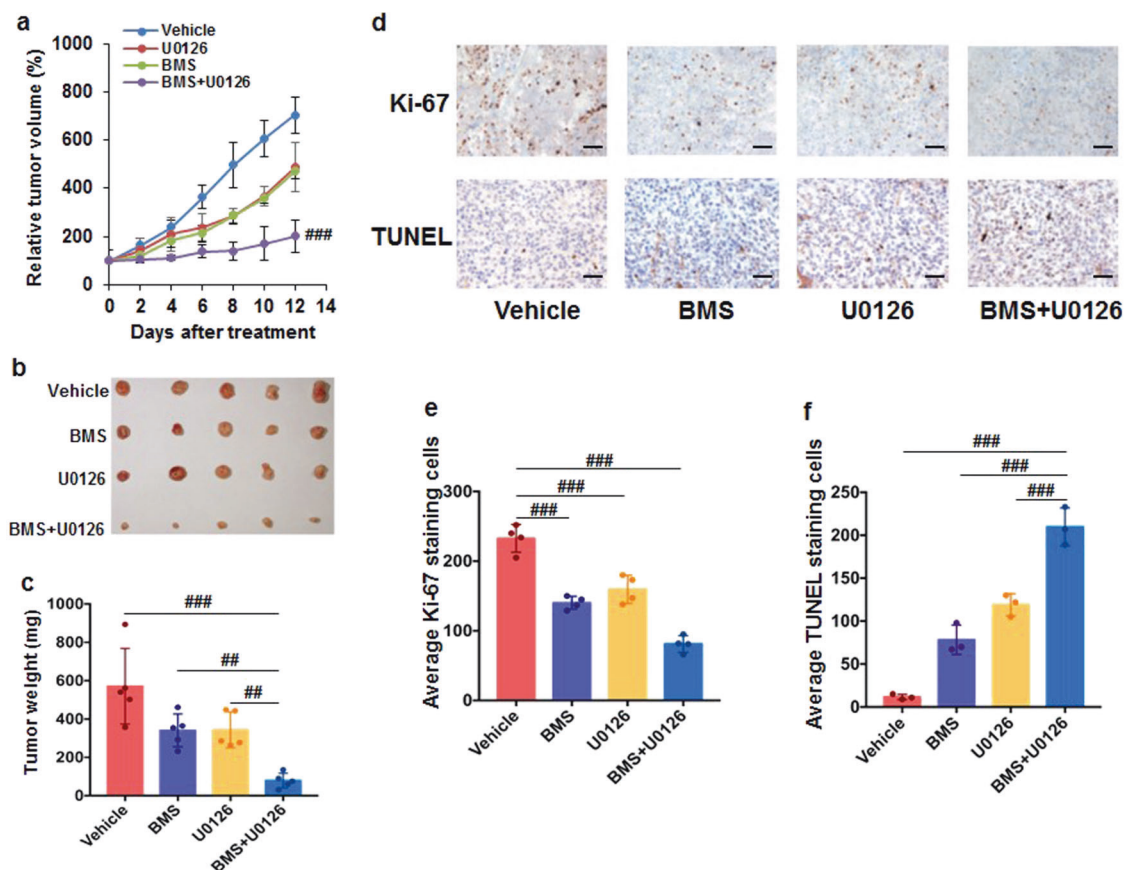 a
Relative tumor volume (%)
1000
800
600
400
200
0
Vehicle
U0126
BMS
BMS+U0126
###
0 2 4 6 8 10 12 14
Days after treatment
b
Vehicle
BMS
U0126
BMS+U0126
c
Tumor weight (mg)
1000
800
600
400
200
0
###
##
##
Vehicle
BMS
U0126
BMS+U0126
d
Ki-67
TUNEL
Vehicle BMS U0126 BMS+U0126
e
Average Ki-67 staining cells
300
200
100
0
###
###
###
Vehicle
BMS
U0126
BMS+U0126
f
Average TUNEL staining cells
250
200
150
100
50
0
###
###
###
Vehicle
BMS
U0126
BMS+U0126